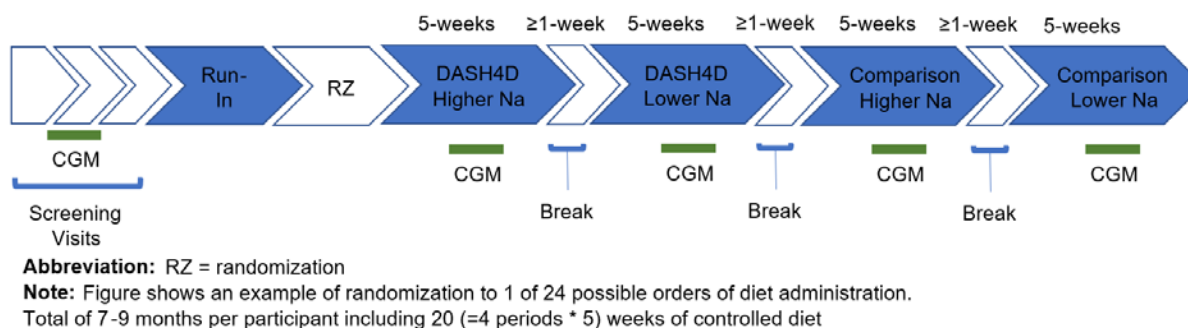 5-weeks ≥1-week 5-weeks ≥1-week 5-weeks ≥1-week 5-weeks
Run-
In
RZ
DASH4D
Higher Na
DASH4D
Lower Na
Comparison
Higher Na
Comparison
Lower Na
CGM
CGM
CGM
CGM
CGM
Screening
Visits
Break
Break
Break
Abbreviation: RZ = randomization
Note: Figure shows an example of randomization to 1 of 24 possible orders of diet administration.
Total of 7-9 months per participant including 20 (=4 periods * 5) weeks of controlled diet